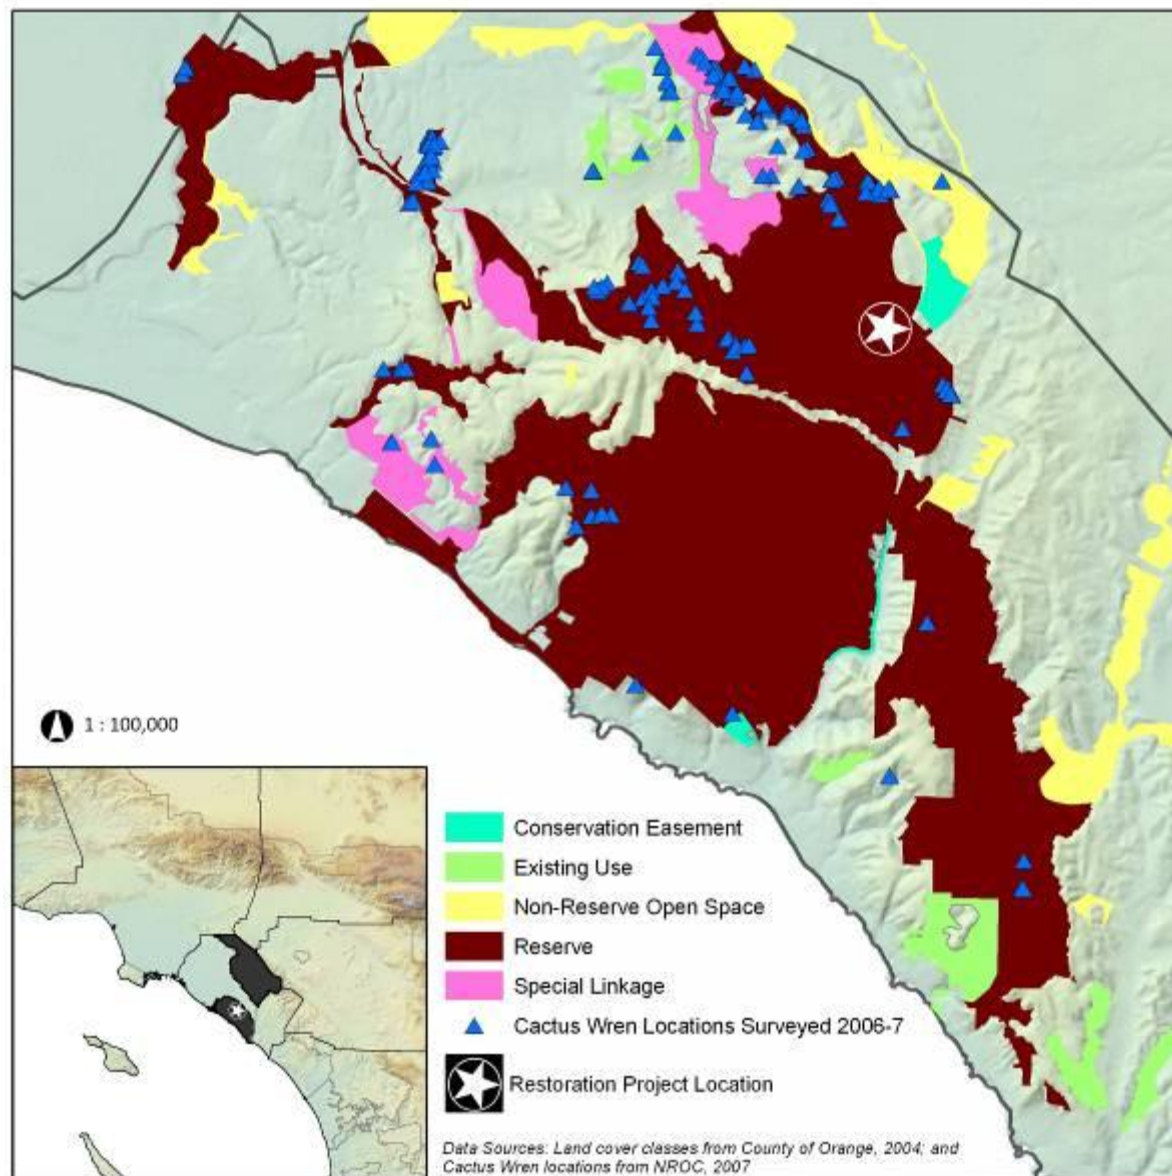 1 : 100,000
Conservation Easement
Existing Use
Non-Reserve Open Space
Reserve
Special Linkage
Cactus Wren Locations Surveyed 2006-7
Restoration Project Location
Data Sources: Land cover classes from County of Orange, 2004; and
Cactus Wren locations from NROC, 2007